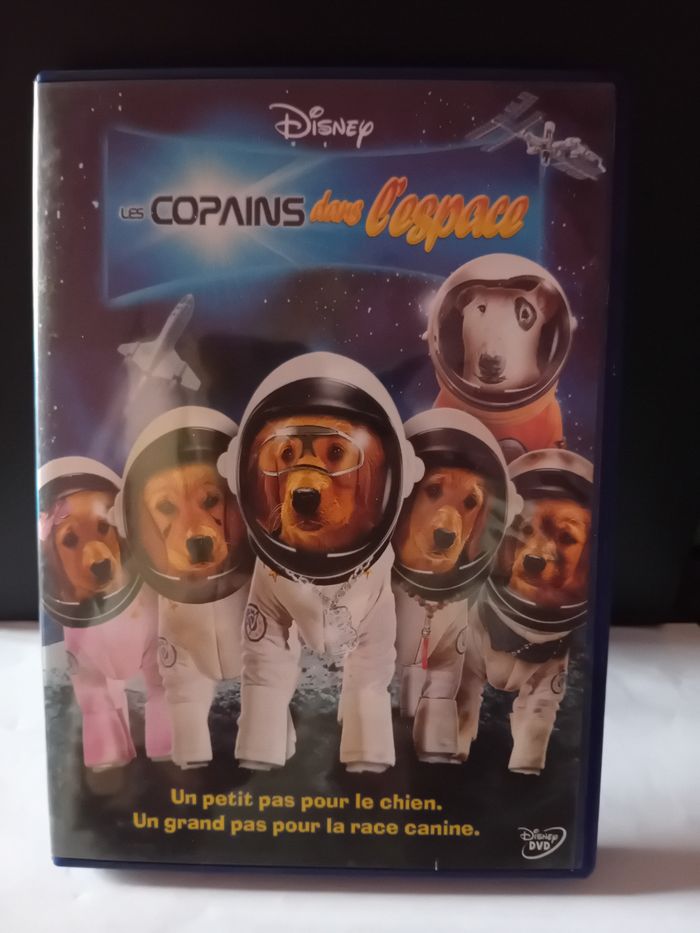 Disney
LES COPAINS dans l'espace
Un petit pas pour le chien.
Un grand pas pour la race canine.
Disney
DVD